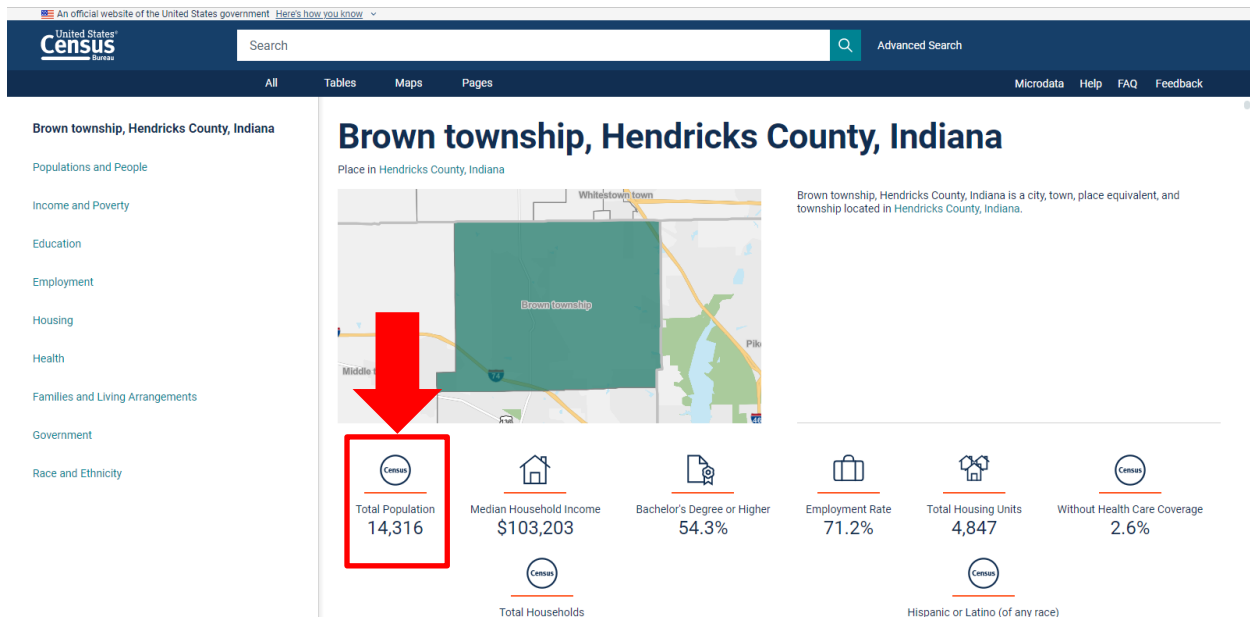 An official website of the United States government Here's how you know
United States®
Census
Bureau
Search
Advanced Search
All Tables Maps Pages
Microdata Help FAQ Feedback
Brown township, Hendricks County, Indiana
Populations and People
Income and Poverty
Education
Employment
Housing
Health
Families and Living Arrangements
Government
Race and Ethnicity
Brown township, Hendricks County, Indiana
Place in Hendricks County, Indiana
Whitestown town
Brown township
Pik
Middle t
74
136
Brown township, Hendricks County, Indiana is a city, town, place equivalent, and
township located in Hendricks County, Indiana.
Census
Total Population
14,316
Median Household Income
$103,203
Bachelor's Degree or Higher
54.3%
Employment Rate
71.2%
Total Housing Units
4,847
Census
Without Health Care Coverage
2.6%
Census
Total Households
Census
Hispanic or Latino (of any race)